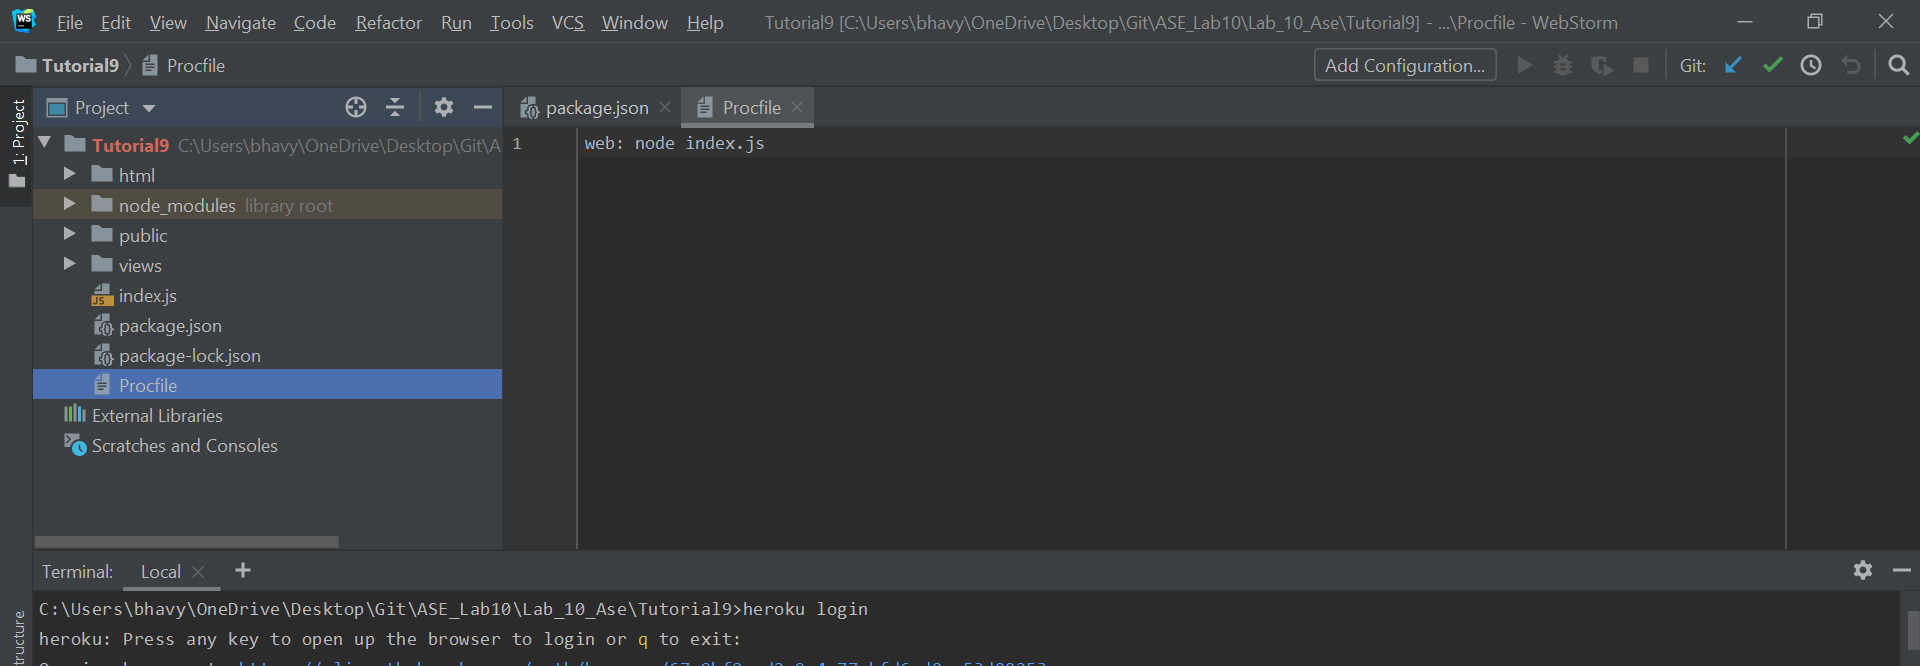 WS File Edit View Navigate Code Refactor Run Tools VCS Window Help Tutorial9 [C:\Users\bhavy\OneDrive\Desktop\Git\ASE_Lab10\Lab_10_Ase\Tutorial9] - ...\Procfile - WebStorm
Tutorial9 Procfile Add Configuration... Git:
1: Project
Project
package.json Procfile
Tutorial9 C:\Users\bhavy\OneDrive\Desktop\Git\A
1 web: node index.js
html
node_modules library root
public
views
JS index.js
package.json
package-lock.json
Procfile
External Libraries
Scratches and Consoles
Terminal: Local
C:\Users\bhavy\OneDrive\Desktop\Git\ASE_Lab10\Lab_10_Ase\Tutorial9>heroku login
heroku: Press any key to open up the browser to login or q to exit: